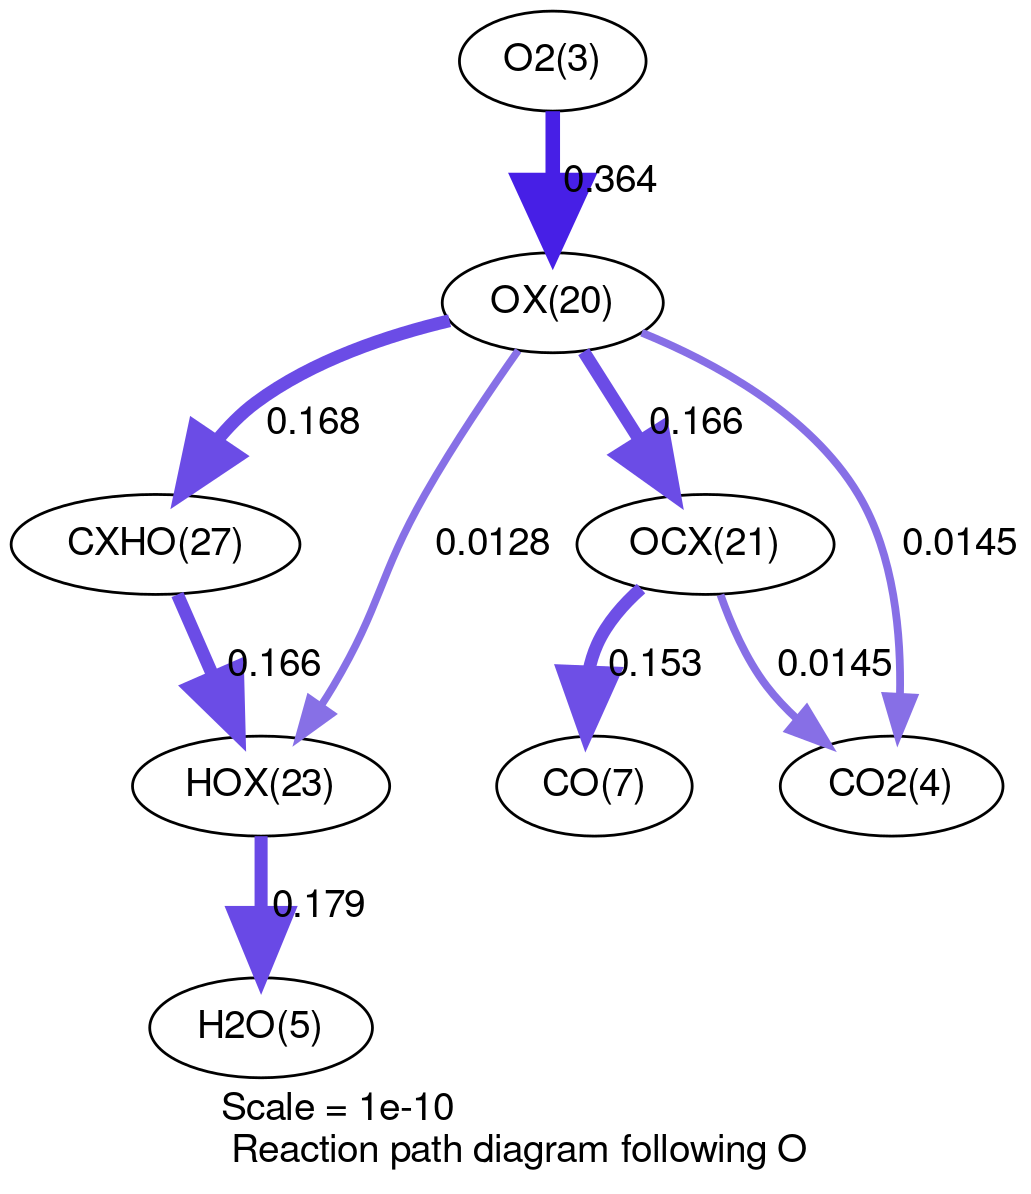 O2(3)
0.364
OX(20)
0.168
0.166
CXHO(27)
0.0128
OCX(21)
0.0145
0.166
0.153
0.0145
HOX(23)
CO(7)
CO2(4)
0.179
H2O(5)
Scale = 1e-10
Reaction path diagram following O